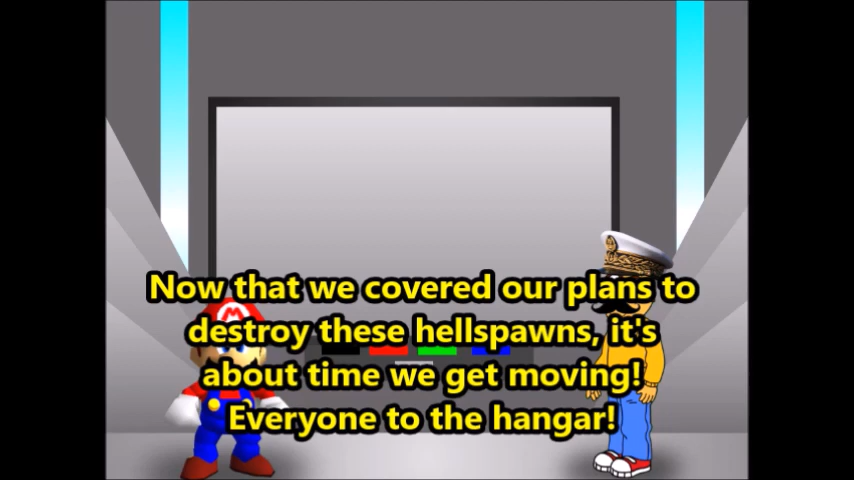 Now that we covered our plans to
destroy these hellspawns, it's
about time we get moving!
Everyone to the hangar!